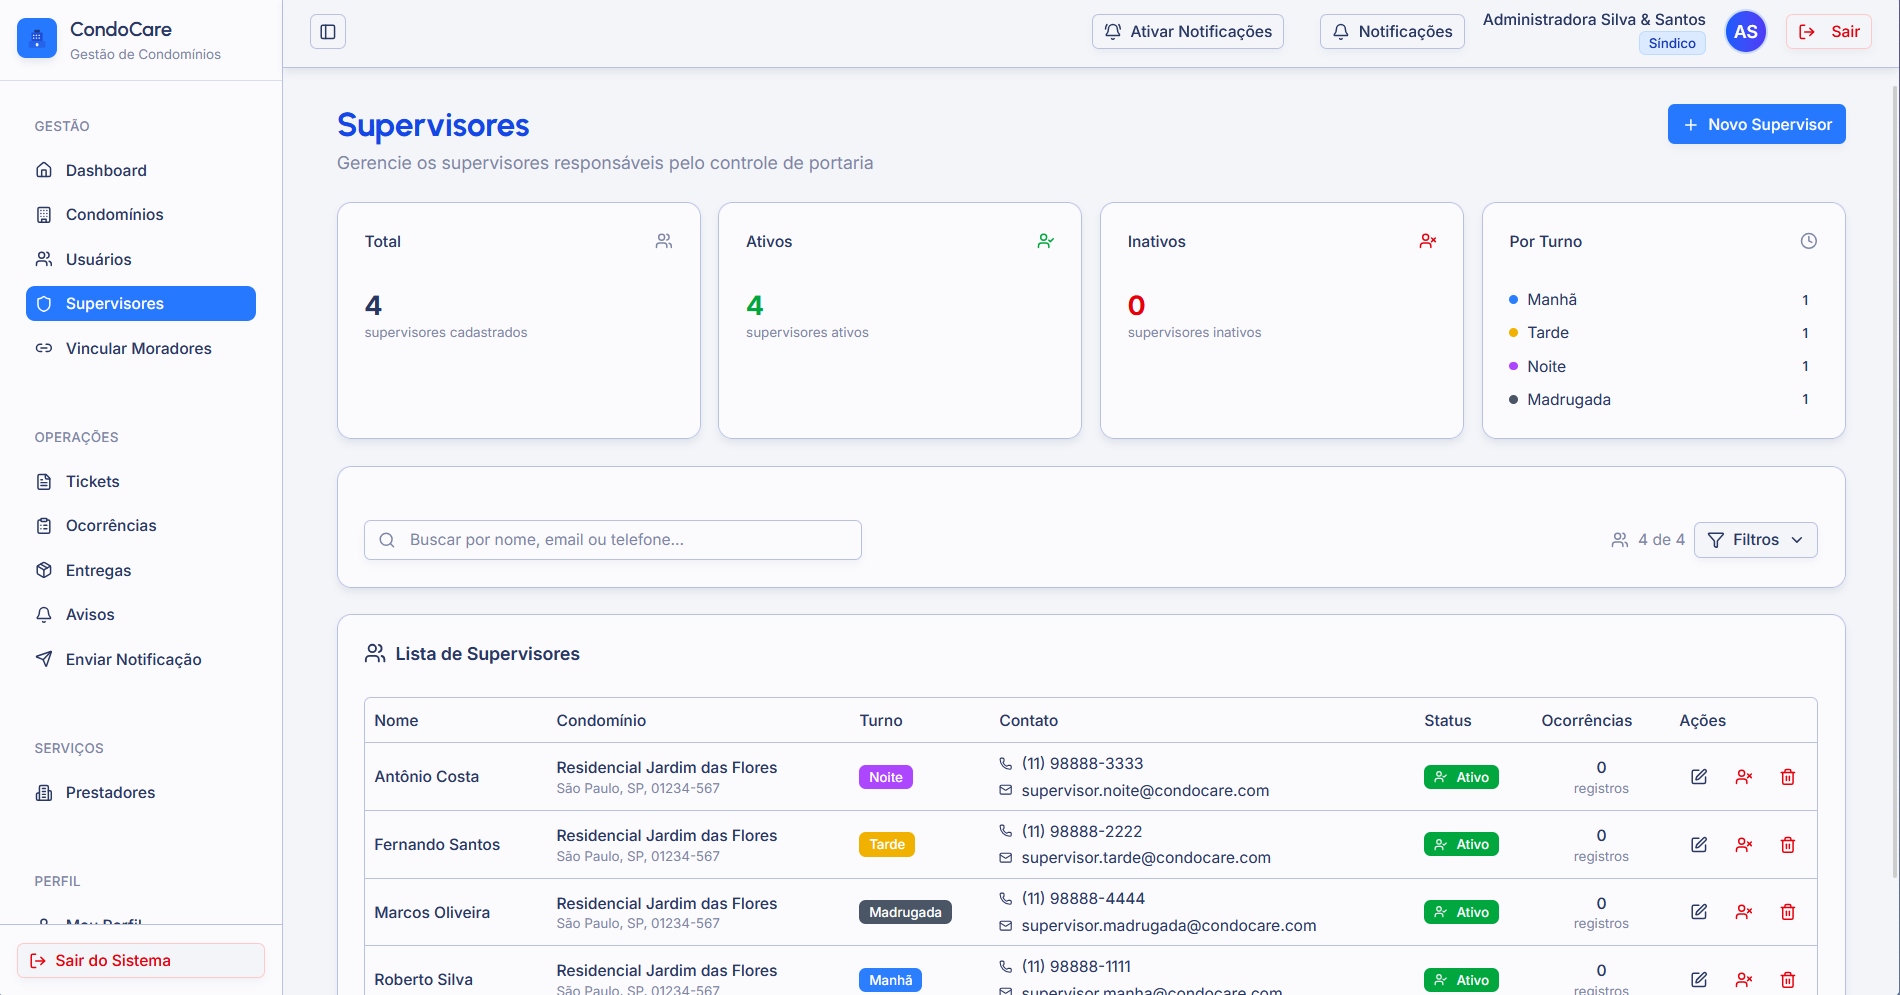 CondoCare
Gestão de Condomínios
GESTÃO
Dashboard
Condomínios
Usuários
Supervisores
Vincular Moradores
OPERAÇÕES
Tickets
Ocorrências
Entregas
Avisos
Enviar Notificação
SERVIÇOS
Prestadores
PERFIL
Meu Perfil
Sair do Sistema
Ativar Notificações
Notificações
Administradora Silva & Santos
Síndico
AS
Sair
Supervisores
Gerencie os supervisores responsáveis pelo controle de portaria
Novo Supervisor
Total
4
supervisores cadastrados
Ativos
4
supervisores ativos
Inativos
0
supervisores inativos
Por Turno
Manhã 1
Tarde 1
Noite 1
Madrugada 1
Buscar por nome, email ou telefone...
4 de 4
Filtros
Lista de Supervisores
Nome Condomínio Turno Contato Status Ocorrências Ações
Antônio Costa
Residencial Jardim das Flores
São Paulo, SP, 01234-567
Noite
(11) 98888-3333
supervisor.noite@condocare.com
Ativo
0
registros
Fernando Santos
Residencial Jardim das Flores
São Paulo, SP, 01234-567
Tarde
(11) 98888-2222
supervisor.tarde@condocare.com
Ativo
0
registros
Marcos Oliveira
Residencial Jardim das Flores
São Paulo, SP, 01234-567
Madrugada
(11) 98888-4444
supervisor.madrugada@condocare.com
Ativo
0
registros
Roberto Silva
Residencial Jardim das Flores
São Paulo, SP, 01234-567
Manhã
(11) 98888-1111
supervisor.manha@condocare.com
Ativo
0
registros